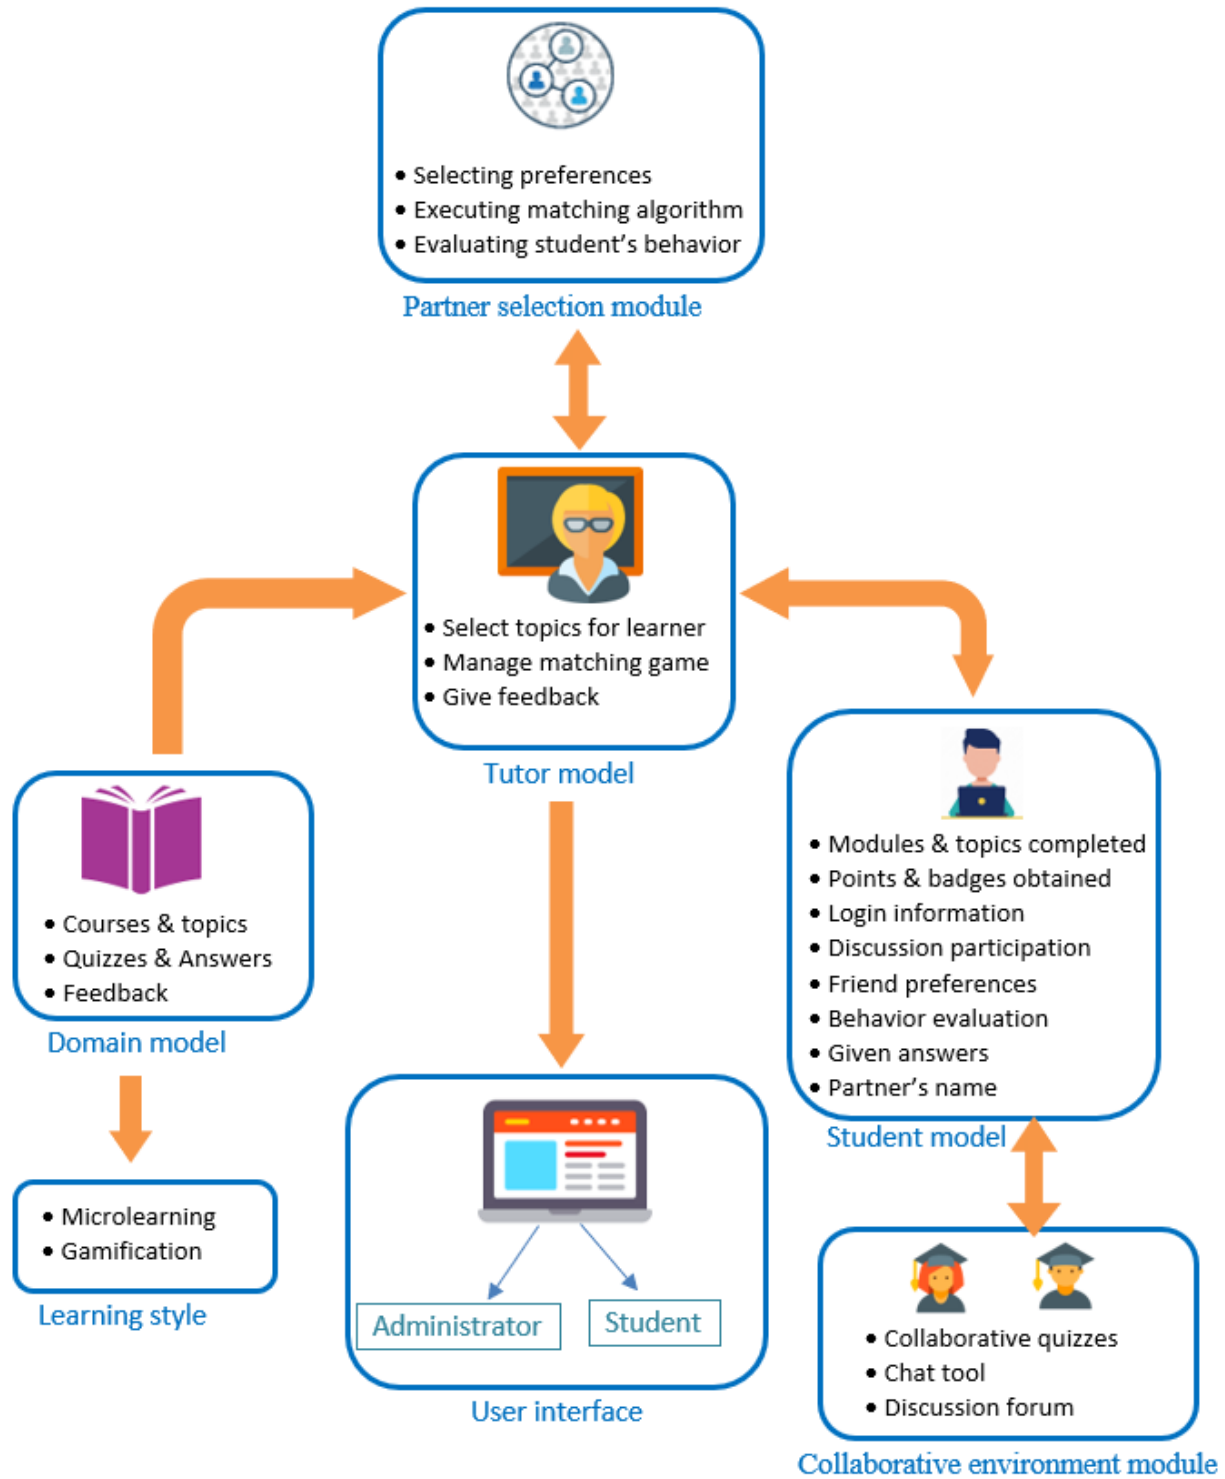 • Selecting preferences
• Executing matching algorithm
• Evaluating student’s behavior
Partner selection module
• Select topics for learner
• Manage matching game
• Give feedback
Tutor model
• Courses & topics
• Quizzes & Answers
• Feedback
Domain model
• Microlearning
• Gamification
Learning style
Administrator
Student
User interface
• Modules & topics completed
• Points & badges obtained
• Login information
• Discussion participation
• Friend preferences
• Behavior evaluation
• Given answers
• Partner’s name
Student model
• Collaborative quizzes
• Chat tool
• Discussion forum
Collaborative environment module